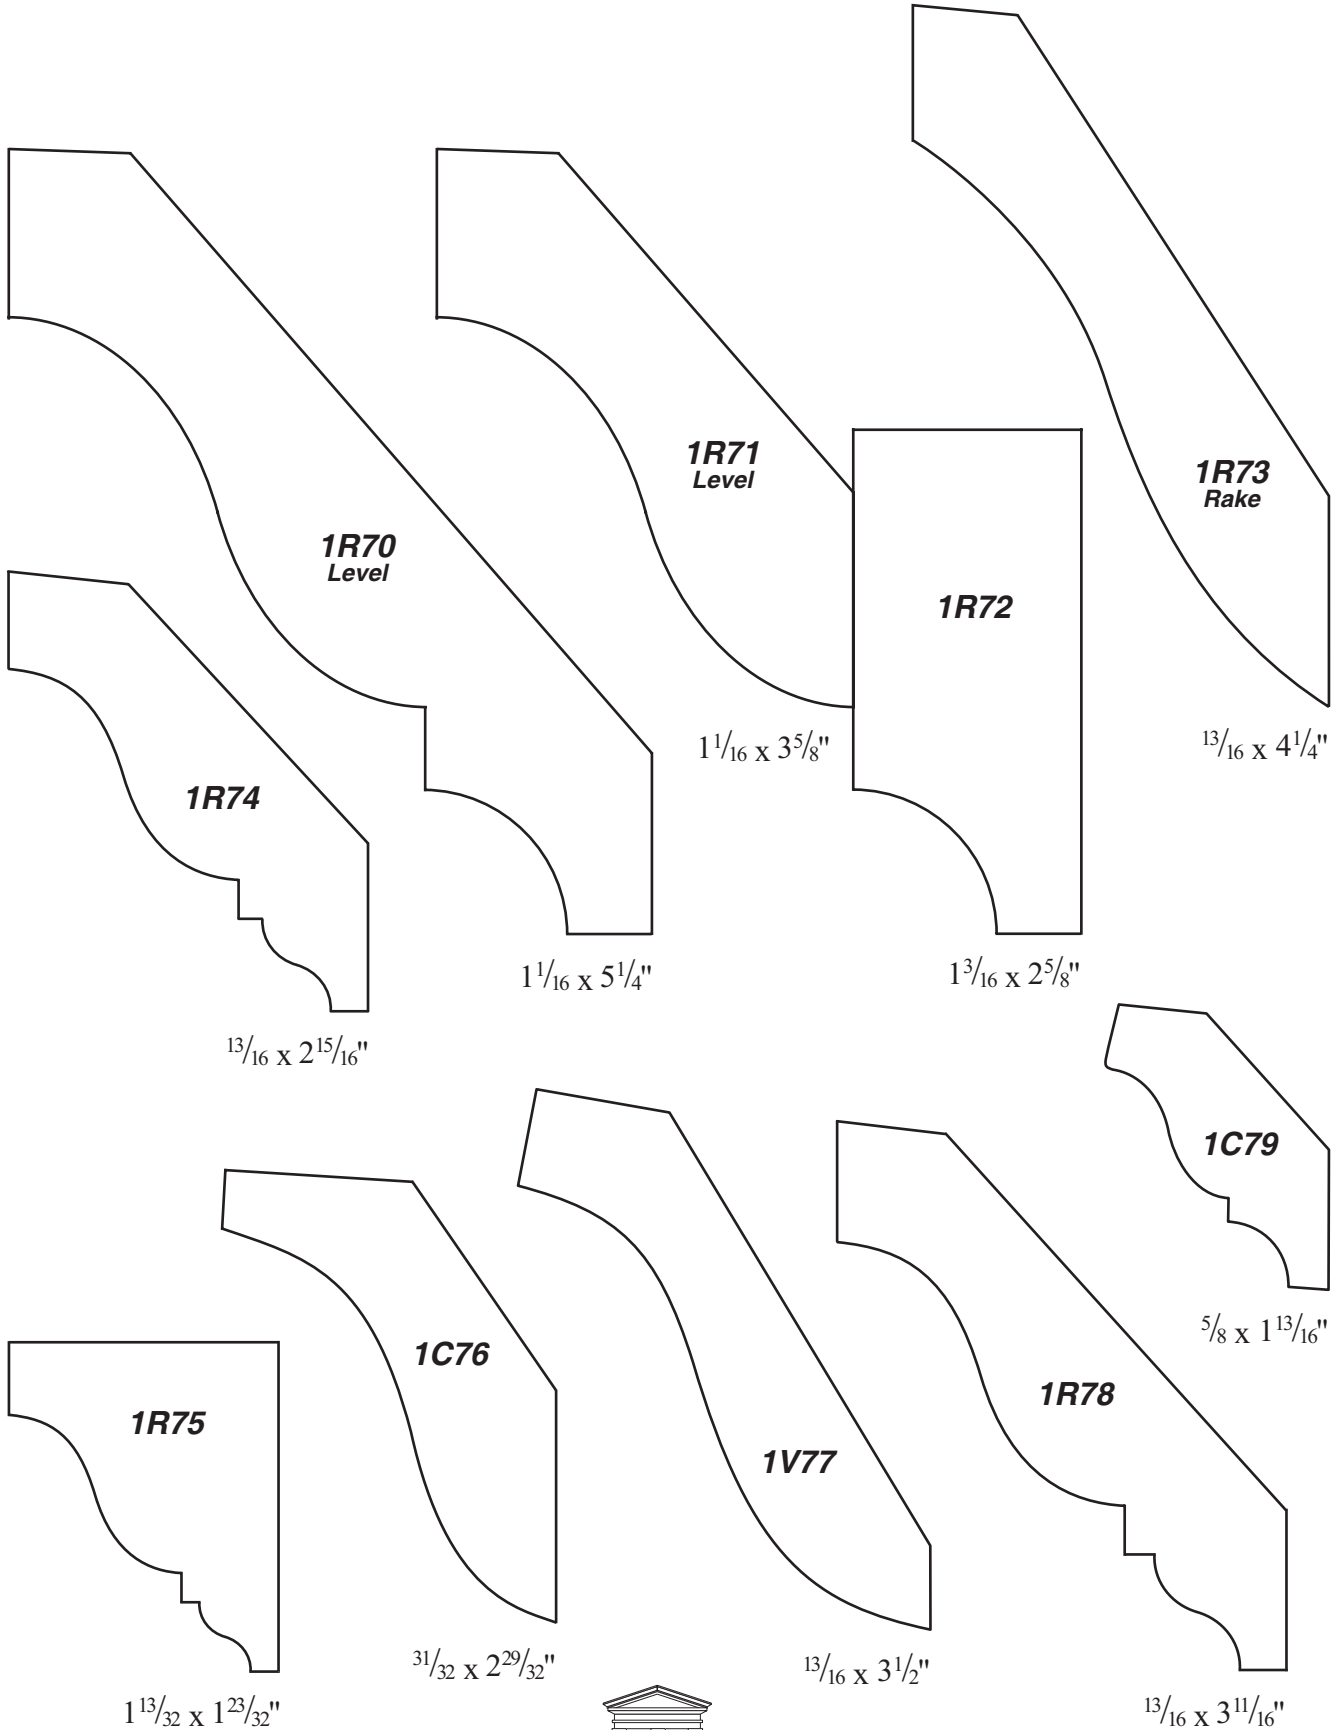 1R71
Level
1R73
Rake
1R70
Level
1R72
1 1/16 x 3 5/8"
13/16 x 4 1/4"
1R74
1 1/16 x 5 1/4"
1 3/16 x 2 5/8"
13/16 x 2 15/16"
1C79
5/8 x 1 13/16"
1C76
1R78
1R75
1V77
31/32 x 2 29/32"
13/16 x 3 1/2"
1 13/32 x 1 23/32"
13/16 x 3 11/16"